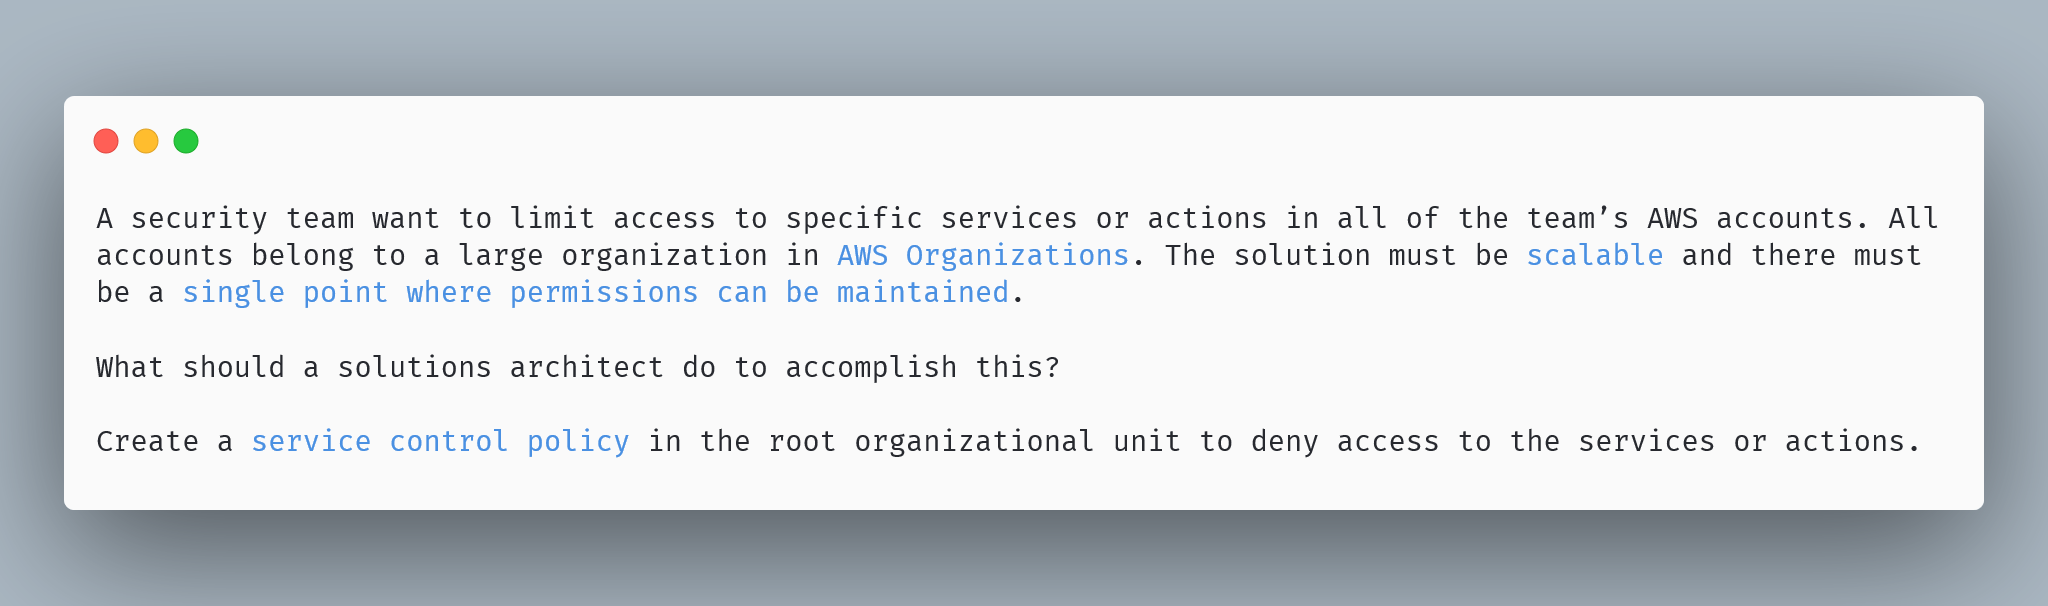 A security team want to limit access to specific services or actions in all of the team’s AWS accounts. All
accounts belong to a large organization in AWS Organizations. The solution must be scalable and there must
be a single point where permissions can be maintained.
What should a solutions architect do to accomplish this?
Create a service control policy in the root organizational unit to deny access to the services or actions.